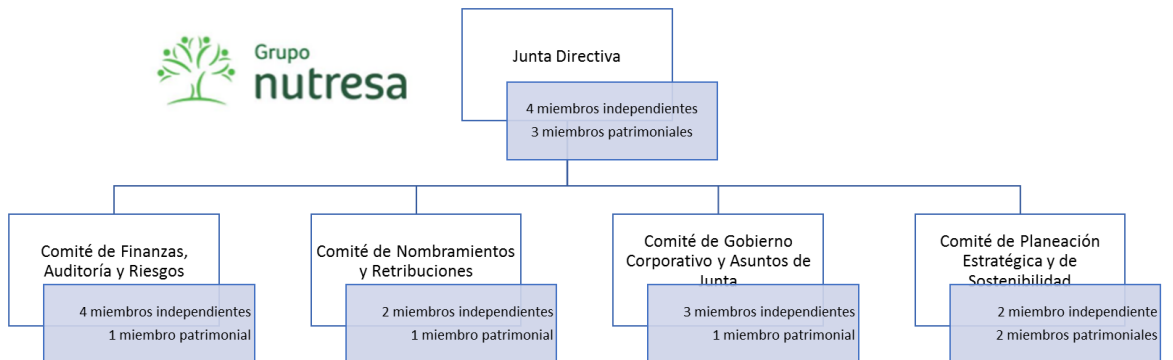 Grupo
nutresa
Junta Directiva
4 miembros independientes
3 miembros patrimoniales
Comité de Finanzas,
Auditoría y Riesgos
4 miembros independientes
1 miembro patrimonial
Comité de Nombramientos
y Retribuciones
2 miembros independientes
1 miembro patrimonial
Comité de Gobierno
Corporativo y Asuntos de
Junta
3 miembros independientes
1 miembro patrimonial
Comité de Planeación
Estratégica y de
Sostenibilidad
2 miembro independiente
2 miembros patrimoniales